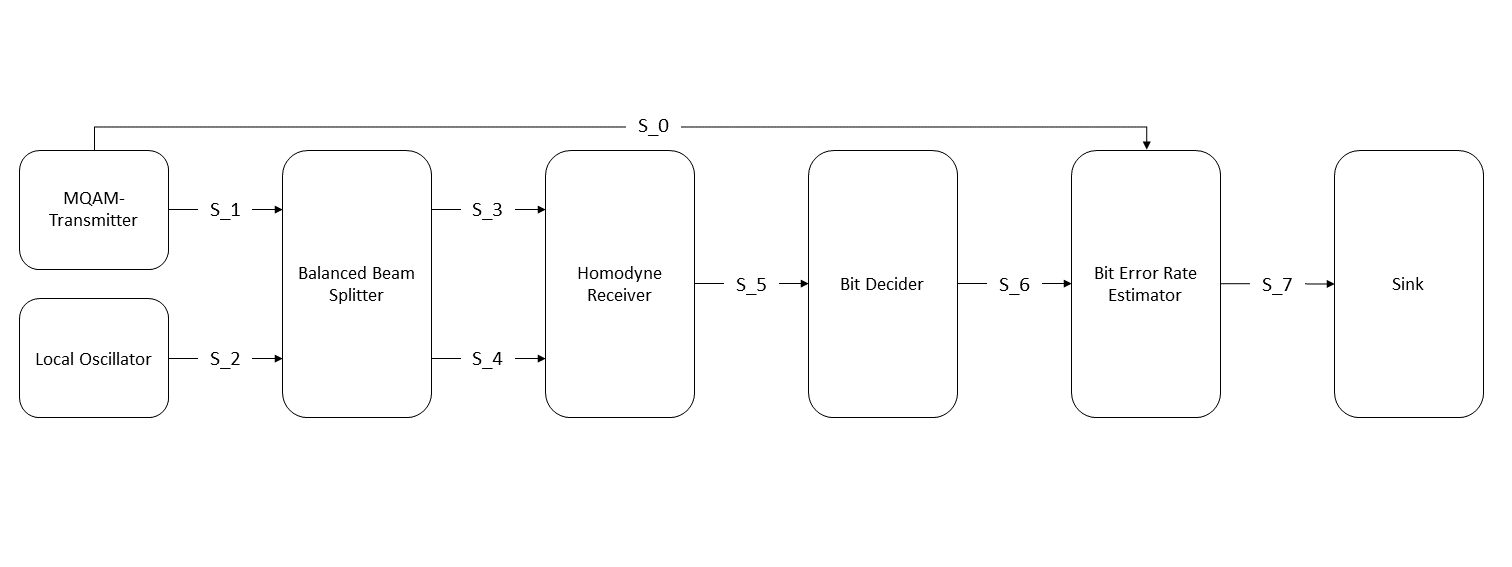 S_0
MQAM-
Transmitter
S_1
S_3
Balanced Beam
Splitter
Homodyne
Receiver
S_5
Bit Decider
S_6
Bit Error Rate
Estimator
S_7
Sink
Local Oscillator
S_2
S_4